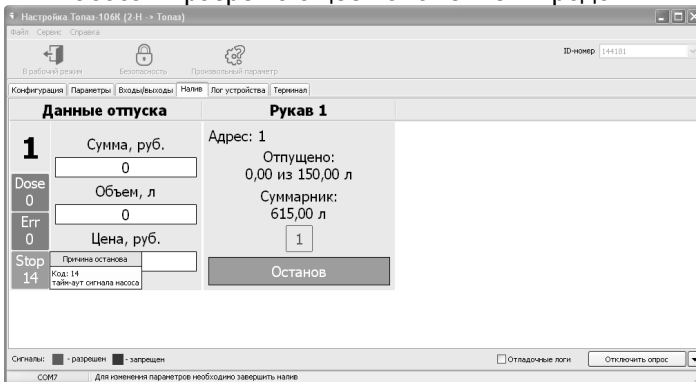 Настройка Топаз-106К (2-Н -> Топаз)
Файл Сервис Справка
В рабочий режим Безопасность Произвольный параметр ID-номер 144101
Конфигурация Параметры Входы/выходы Налив Лог устройства Терминал
Данные отпуска Рукав 1
1
Сумма, руб.
0
Dose
0
Объем, л
0
Err
0
Цена, руб.
Stop
14
Причина останова
Код: 14
тайм-аут сигнала насоса
Адрес: 1
Отпущено:
0,00 из 150,00 л
Суммарник:
615,00 л
1
Останов
Сигналы: - разрешен - запрещен Отладочные логи Отключить опрос
COM7 Для изменения параметров необходимо завершить налив